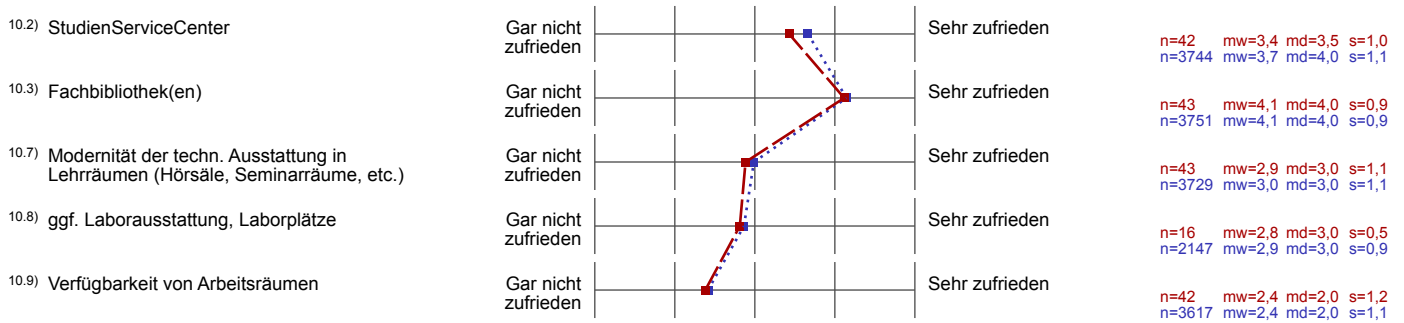 10.2) StudienServiceCenter Gar nicht zufrieden Sehr zufrieden
n=42 mw=3,4 md=3,5 s=1,0
n=3744 mw=3,7 md=4,0 s=1,1
10.3) Fachbibliothek(en) Gar nicht zufrieden Sehr zufrieden
n=43 mw=4,1 md=4,0 s=0,9
n=3751 mw=4,1 md=4,0 s=0,9
10.7) Modernität der techn. Ausstattung in
Lehrräumen (Hörsäle, Seminarräume, etc.) Gar nicht zufrieden Sehr zufrieden
n=43 mw=2,9 md=3,0 s=1,1
n=3729 mw=3,0 md=3,0 s=1,1
10.8) ggf. Laborausstattung, Laborplätze Gar nicht zufrieden Sehr zufrieden
n=16 mw=2,8 md=3,0 s=0,5
n=2147 mw=2,9 md=3,0 s=0,9
10.9) Verfügbarkeit von Arbeitsräumen Gar nicht zufrieden Sehr zufrieden
n=42 mw=2,4 md=2,0 s=1,2
n=3617 mw=2,4 md=2,0 s=1,1